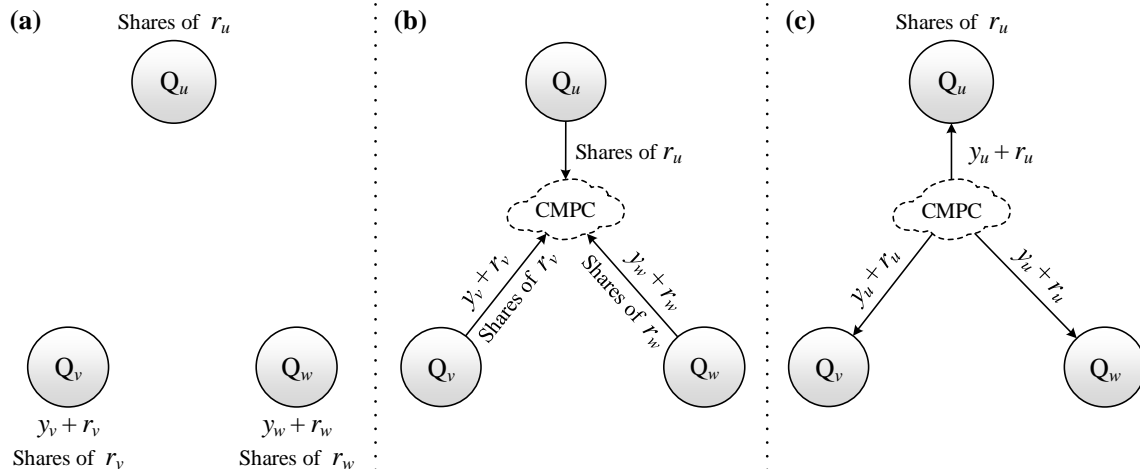 (a)
Shares of r_u
Q_u
Q_v
Q_w
y_v + r_v
Shares of r_v
y_w + r_w
Shares of r_w
(b)
Q_u
Shares of r_u
CMPC
y_v + r_v
Shares of r_v
y_w + r_w
Shares of r_w
Q_v
Q_w
(c)
Shares of r_u
Q_u
y_u + r_u
CMPC
y_u + r_u
y_u + r_u
Q_v
Q_w